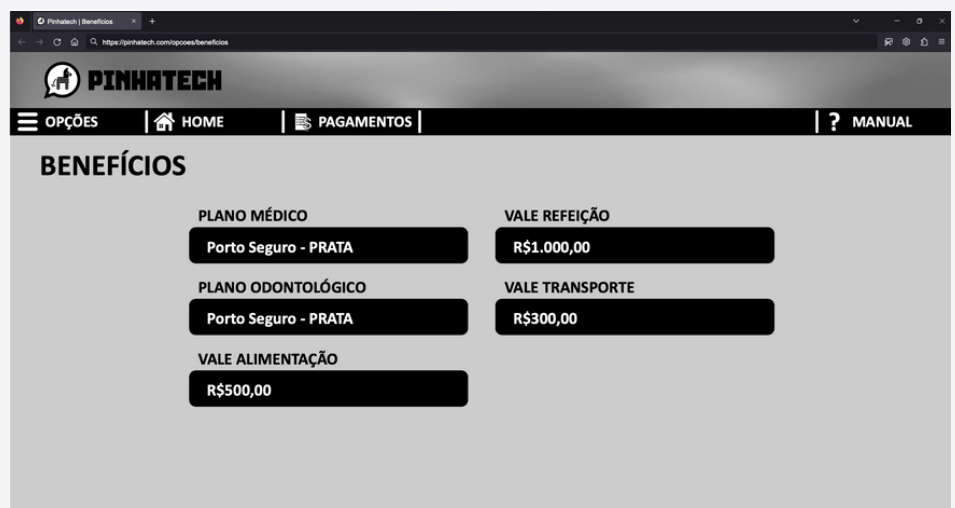 Pinhatech | Benefícios
https://pinhatech.com/opcoes/beneficios
PINHATECH
OPÇÕES
HOME
PAGAMENTOS
? MANUAL
BENEFÍCIOS
PLANO MÉDICO
Porto Seguro - PRATA
VALE REFEIÇÃO
R$1.000,00
PLANO ODONTOLÓGICO
Porto Seguro - PRATA
VALE TRANSPORTE
R$300,00
VALE ALIMENTAÇÃO
R$500,00